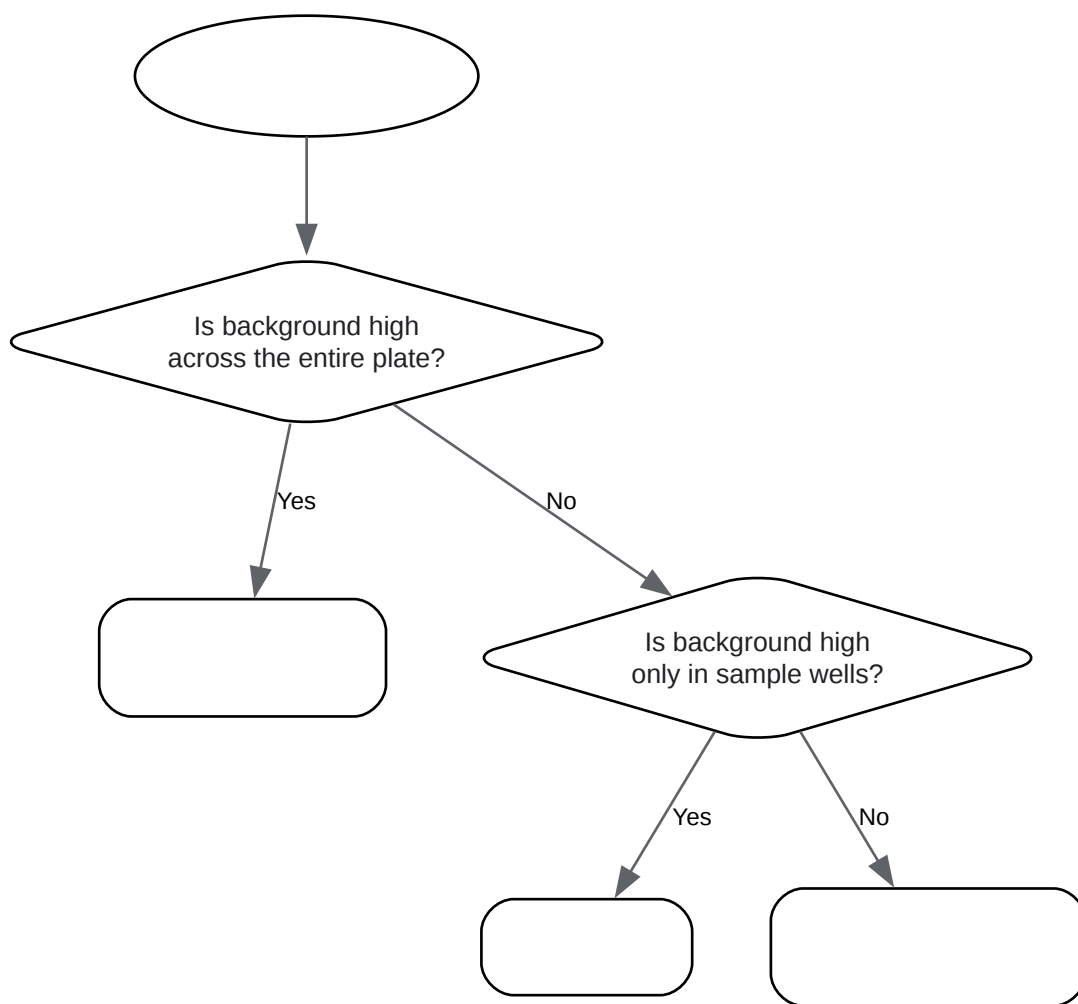 Is background high
across the entire plate?
Yes
No
Is background high
only in sample wells?
Yes
No